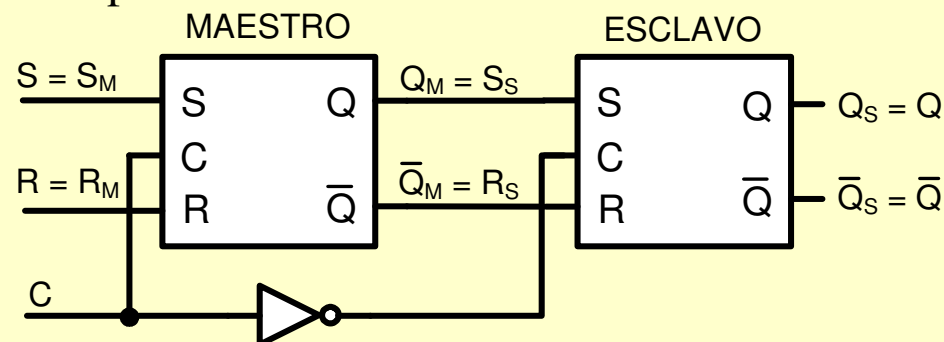 MAESTRO ESCLAVO
S = S_M Q_M = S_S
S Q S Q Q_S = Q
C C
R = R_M Q̅_M = R_S
R Q̅ R Q̅ Q̅_S = Q̅
C